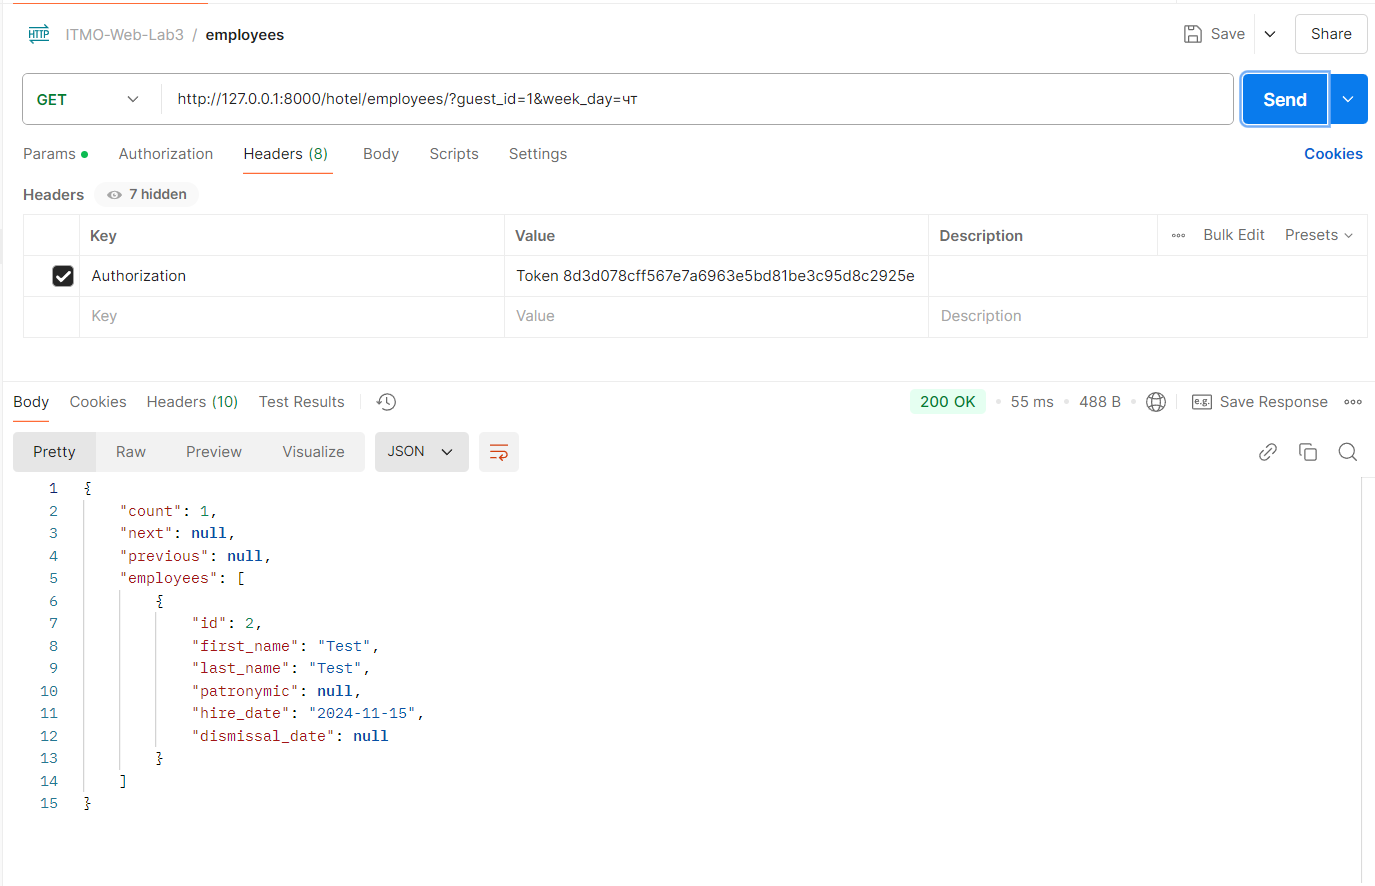 HTTP ITMO-Web-Lab3 / employees Save Share
GET http://127.0.0.1:8000/hotel/employees/?guest_id=1&week_day=чт Send
Params Authorization Headers (8) Body Scripts Settings Cookies
Headers 7 hidden
Key Value Description Bulk Edit Presets
Authorization Token 8d3d078cff567e7a6963e5bd81be3c95d8c2925e
Key Value Description
Body Cookies Headers (10) Test Results 200 OK 55 ms 488 B e.g. Save Response
Pretty Raw Preview Visualize JSON
1 {
2 "count": 1,
3 "next": null,
4 "previous": null,
5 "employees": [
6 {
7 "id": 2,
8 "first_name": "Test",
9 "last_name": "Test",
10 "patronymic": null,
11 "hire_date": "2024-11-15",
12 "dismissal_date": null
13 }
14 ]
15 }